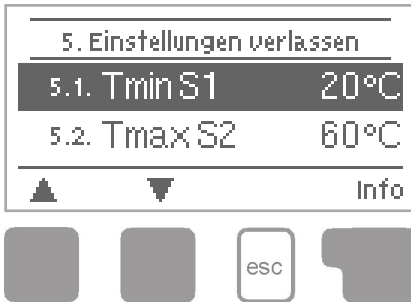 5. Einstellungen verlassen
5.1. Tmin S1 20°C
5.2. Tmax S2 60°C
▲ ▼ Info
esc